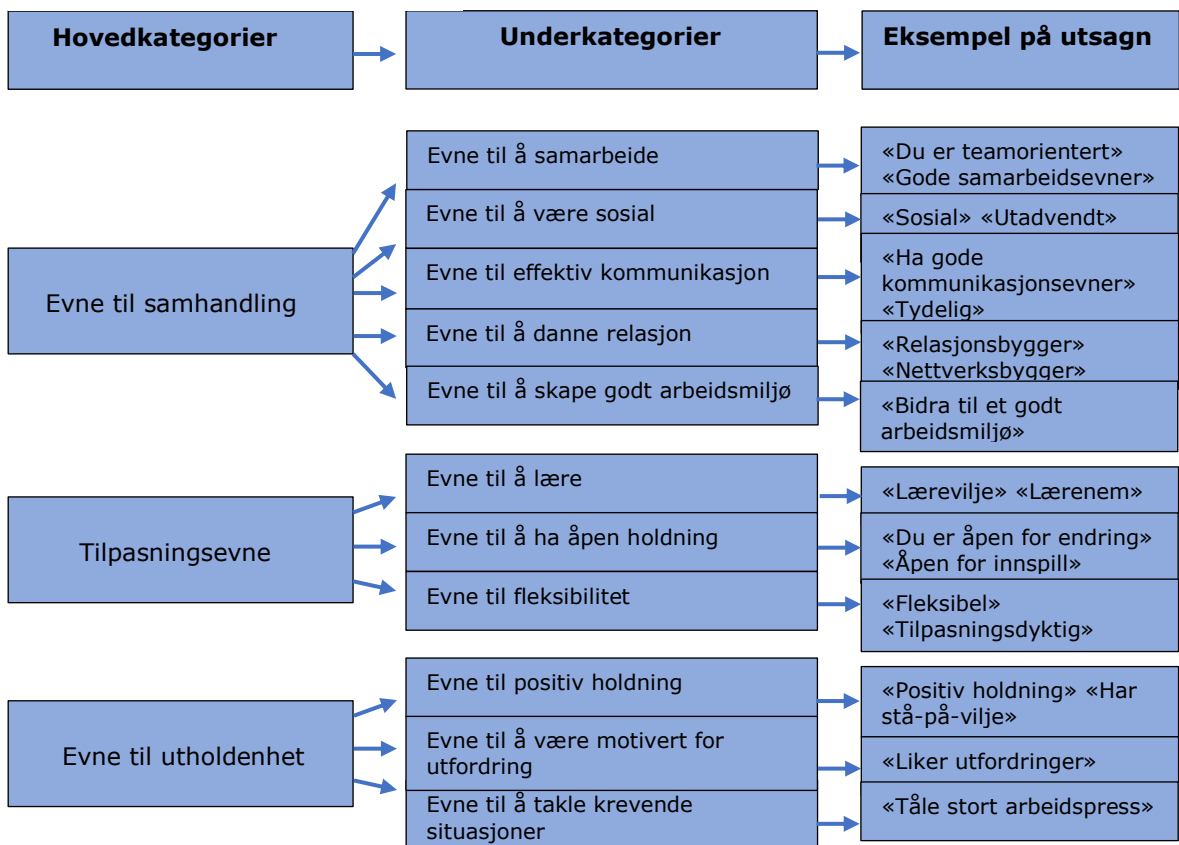 Hovedkategorier
Underkategorier
Eksempel på utsagn
Evne til samhandling
Evne til å samarbeide
«Du er teamorientert»
«Gode samarbeidsevner»
Evne til å være sosial
«Sosial» «Utadvendt»
Evne til effektiv kommunikasjon
«Ha gode
kommunikasjonsevner»
«Tydelig»
Evne til å danne relasjon
«Relasjonsbygger»
«Nettverksbygger»
Evne til å skape godt arbeidsmiljø
«Bidra til et godt
arbeidsmiljø»
Tilpasningsevne
Evne til å lære
«Lærevilje» «Lærenem»
Evne til å ha åpen holdning
«Du er åpen for endring»
«Åpen for innspill»
Evne til fleksibilitet
«Fleksibel»
«Tilpasningsdyktig»
Evne til utholdenhet
Evne til positiv holdning
«Positiv holdning» «Har
stå-på-vilje»
Evne til å være motivert for
utfordring
«Liker utfordringer»
Evne til å takle krevende
situasjoner
«Tåle stort arbeidspress»